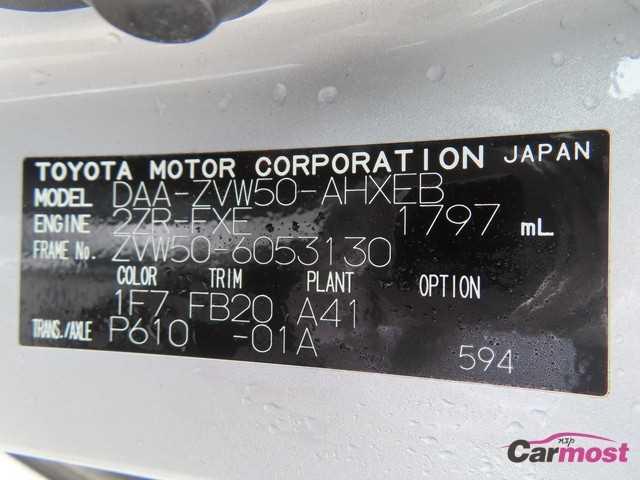 TOYOTA MOTOR CORPORATION JAPAN
MODEL DAA-ZVW50-AHXEB
ENGINE 2ZR-FXE 1797 mL
FRAME No. ZVW50-6053130
COLOR TRIM PLANT OPTION
1F7 FB20 A41
TRANS./AXLE P610 -01A
594
nxp
Carmost